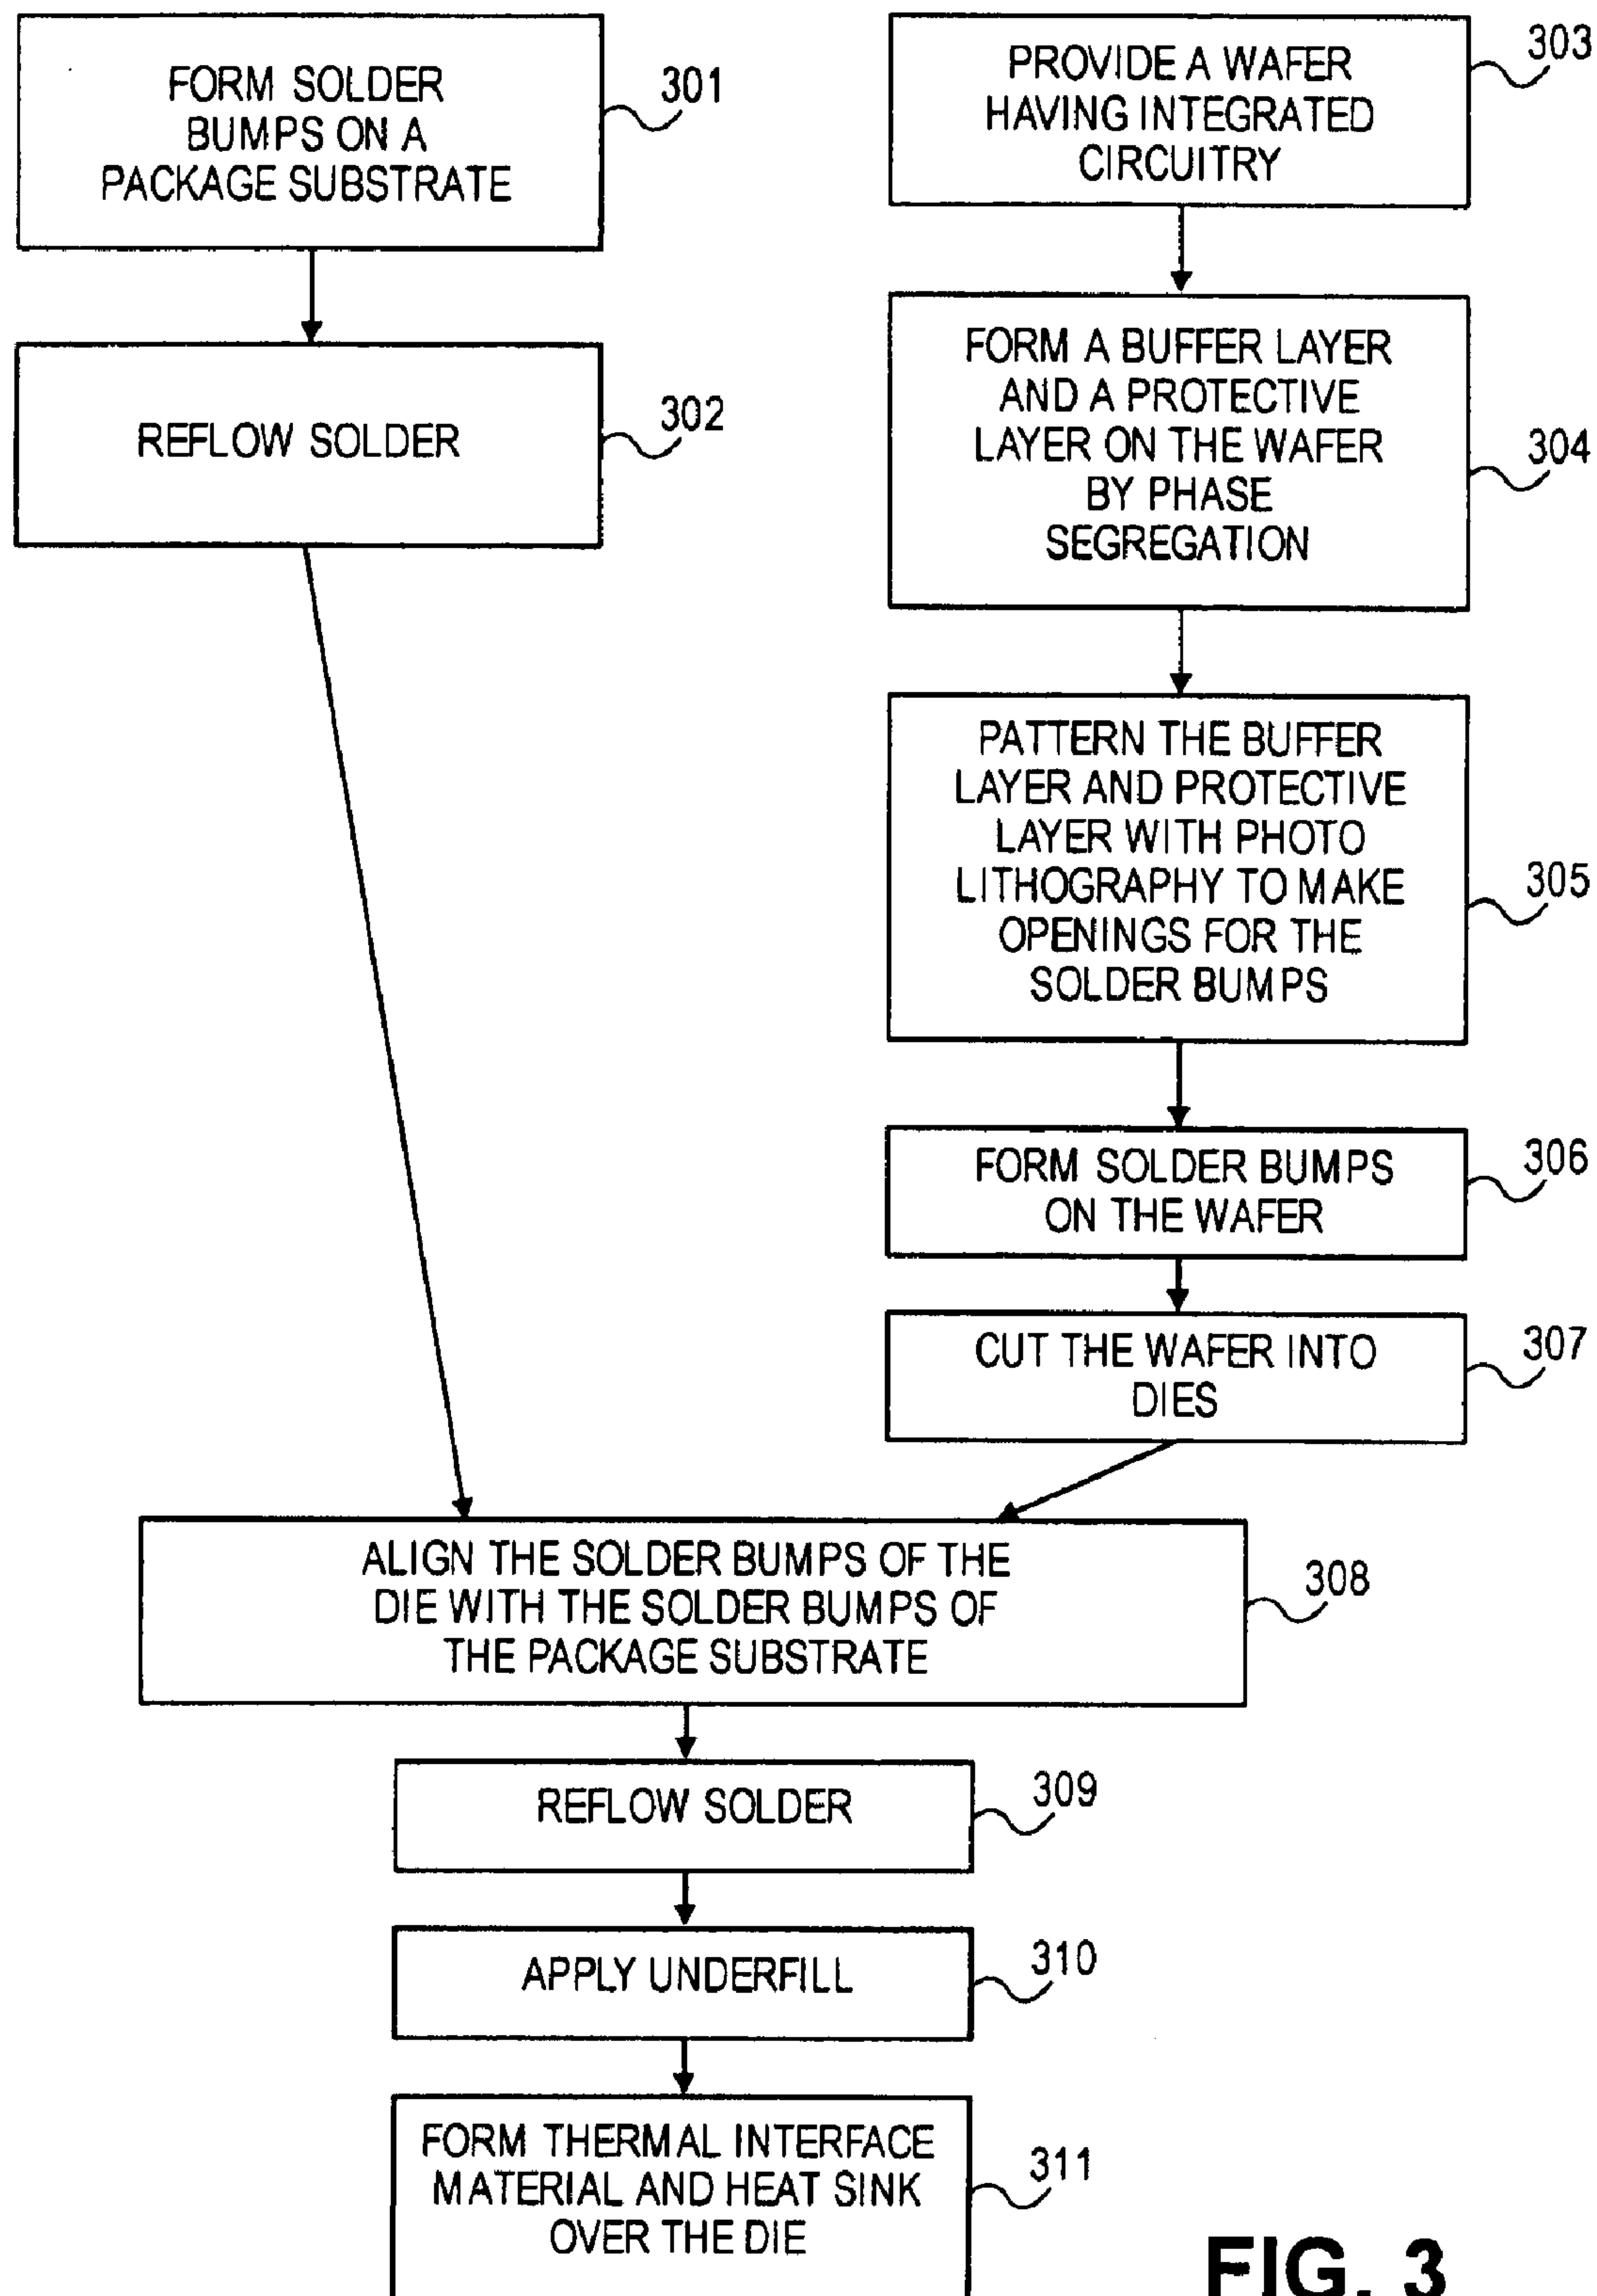 FORM SOLDER
BUMPS ON A
PACKAGE SUBSTRATE
301
REFLOW SOLDER
302
PROVIDE A WAFER
HAVING INTEGRATED
CIRCUITRY
303
FORM A BUFFER LAYER
AND A PROTECTIVE
LAYER ON THE WAFER
BY PHASE
SEGREGATION
304
PATTERN THE BUFFER
LAYER AND PROTECTIVE
LAYER WITH PHOTO
LITHOGRAPHY TO MAKE
OPENINGS FOR THE
SOLDER BUMPS
305
FORM SOLDER BUMPS
ON THE WAFER
306
CUT THE WAFER INTO
DIES
307
ALIGN THE SOLDER BUMPS OF THE
DIE WITH THE SOLDER BUMPS OF
THE PACKAGE SUBSTRATE
308
REFLOW SOLDER
309
APPLY UNDERFILL
310
FORM THERMAL INTERFACE
MATERIAL AND HEAT SINK
OVER THE DIE
311
FIG. 3